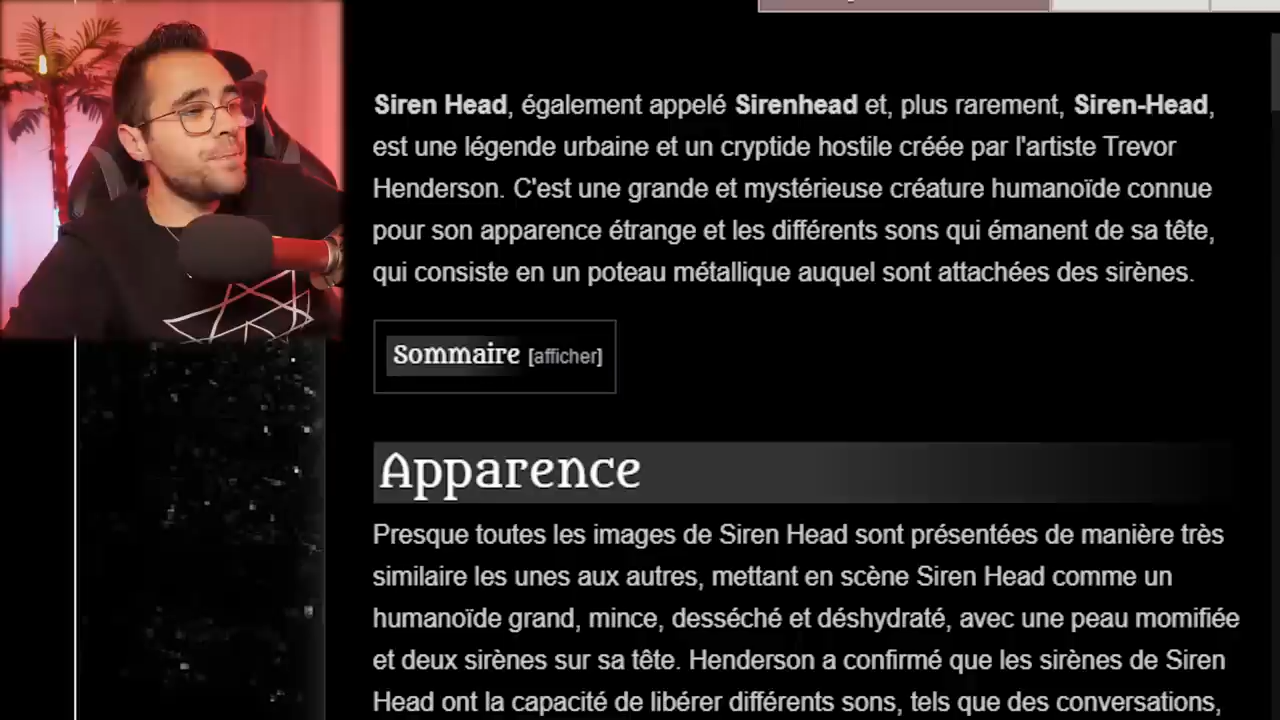 Siren Head, également appelé Sirenhead et, plus rarement, Siren-Head,
est une légende urbaine et un cryptide hostile créée par l'artiste Trevor
Henderson. C'est une grande et mystérieuse créature humanoïde connue
pour son apparence étrange et les différents sons qui émanent de sa tête,
qui consiste en un poteau métallique auquel sont attachées des sirènes.
Sommaire [afficher]
Apparence
Presque toutes les images de Siren Head sont présentées de manière très
similaire les unes aux autres, mettant en scène Siren Head comme un
humanoïde grand, mince, desséché et déshydraté, avec une peau momifiée
et deux sirènes sur sa tête. Henderson a confirmé que les sirènes de Siren
Head ont la capacité de libérer différents sons, tels que des conversations,